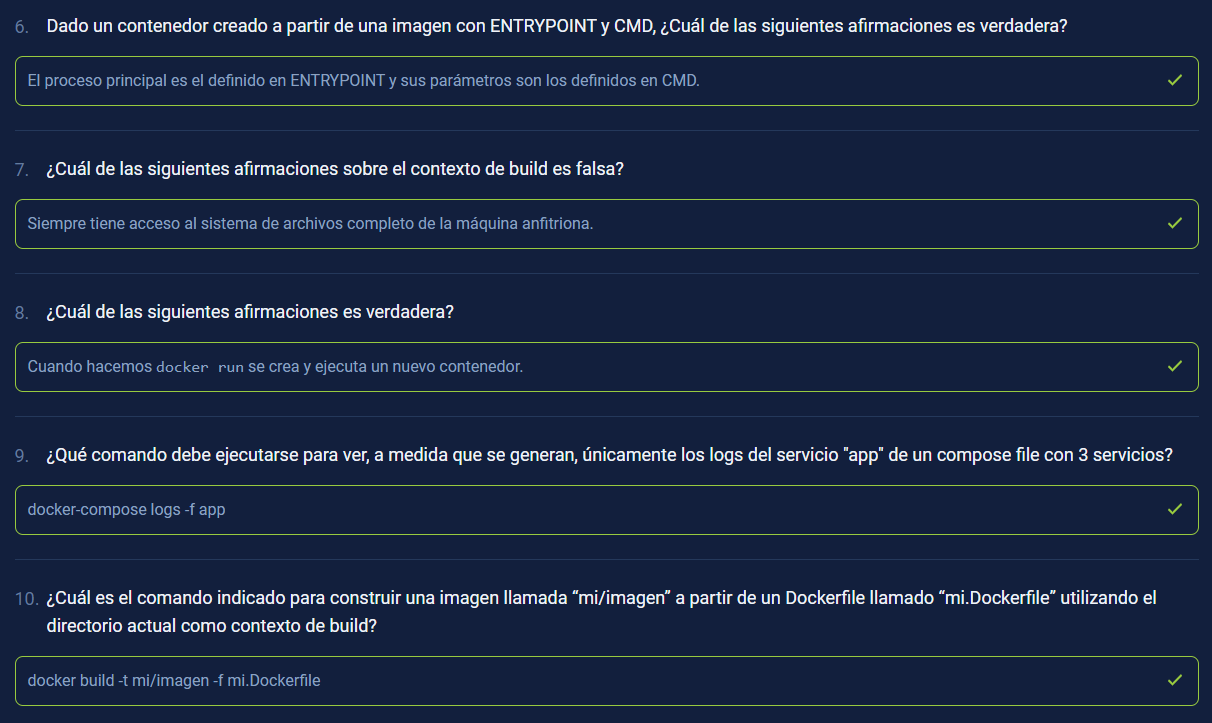 6. Dado un contenedor creado a partir de una imagen con ENTRYPOINT y CMD, ¿Cuál de las siguientes afirmaciones es verdadera?
El proceso principal es el definido en ENTRYPOINT y sus parámetros son los definidos en CMD.
7. ¿Cuál de las siguientes afirmaciones sobre el contexto de build es falsa?
Siempre tiene acceso al sistema de archivos completo de la máquina anfitriona.
8. ¿Cuál de las siguientes afirmaciones es verdadera?
Cuando hacemos docker run se crea y ejecuta un nuevo contenedor.
9. ¿Qué comando debe ejecutarse para ver, a medida que se generan, únicamente los logs del servicio "app" de un compose file con 3 servicios?
docker-compose logs -f app
10. ¿Cuál es el comando indicado para construir una imagen llamada “mi/imagen” a partir de un Dockerfile llamado “mi.Dockerfile” utilizando el
directorio actual como contexto de build?
docker build -t mi/imagen -f mi.Dockerfile